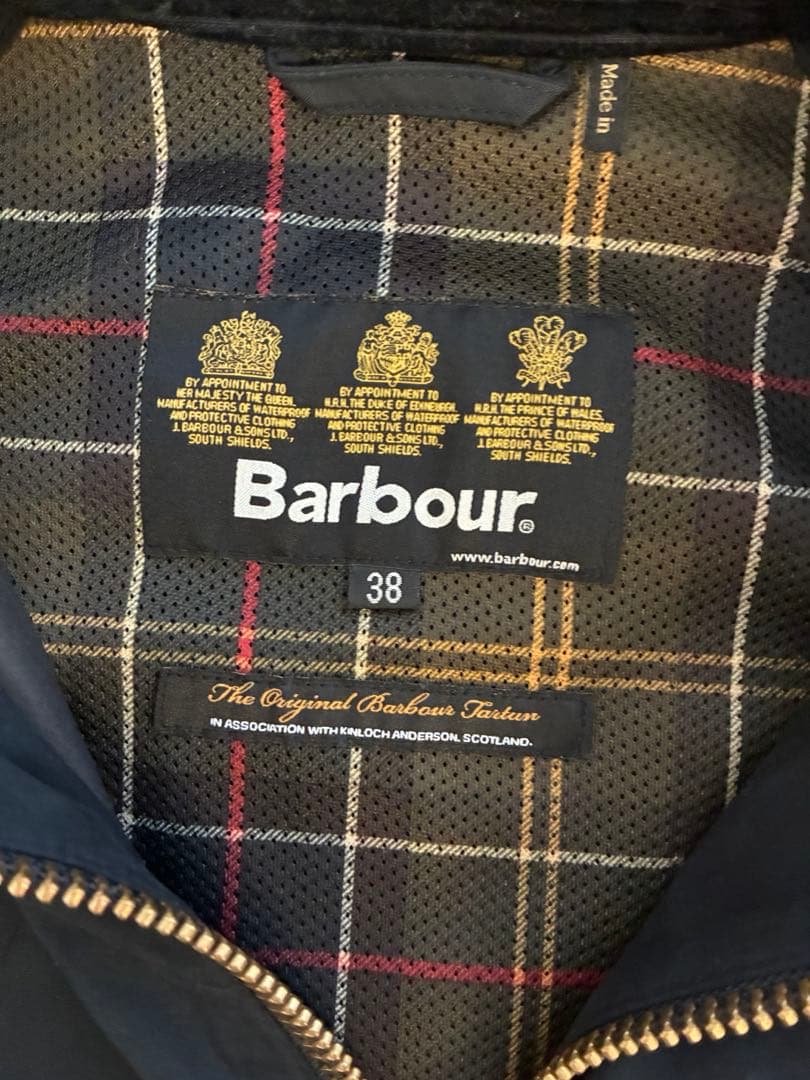 Made in
BY APPOINTMENT TO
HER MAJESTY THE QUEEN
MANUFACTURERS OF WATERPROOF
AND PROTECTIVE CLOTHING
J. BARBOUR & SONS LTD.,
SOUTH SHIELDS.
BY APPOINTMENT TO
H.R.H. THE DUKE OF EDINBURGH
MANUFACTURERS OF WATERPROOF
AND PROTECTIVE CLOTHING
J. BARBOUR & SONS LTD.,
SOUTH SHIELDS.
BY APPOINTMENT TO
H.R.H. THE PRINCE OF WALES
MANUFACTURERS OF WATERPROOF
AND PROTECTIVE CLOTHING
J. BARBOUR & SONS LTD.,
SOUTH SHIELDS.
Barbour®
www.barbour.com
38
The Original Barbour Tartan
IN ASSOCIATION WITH KINLOCH ANDERSON, SCOTLAND.